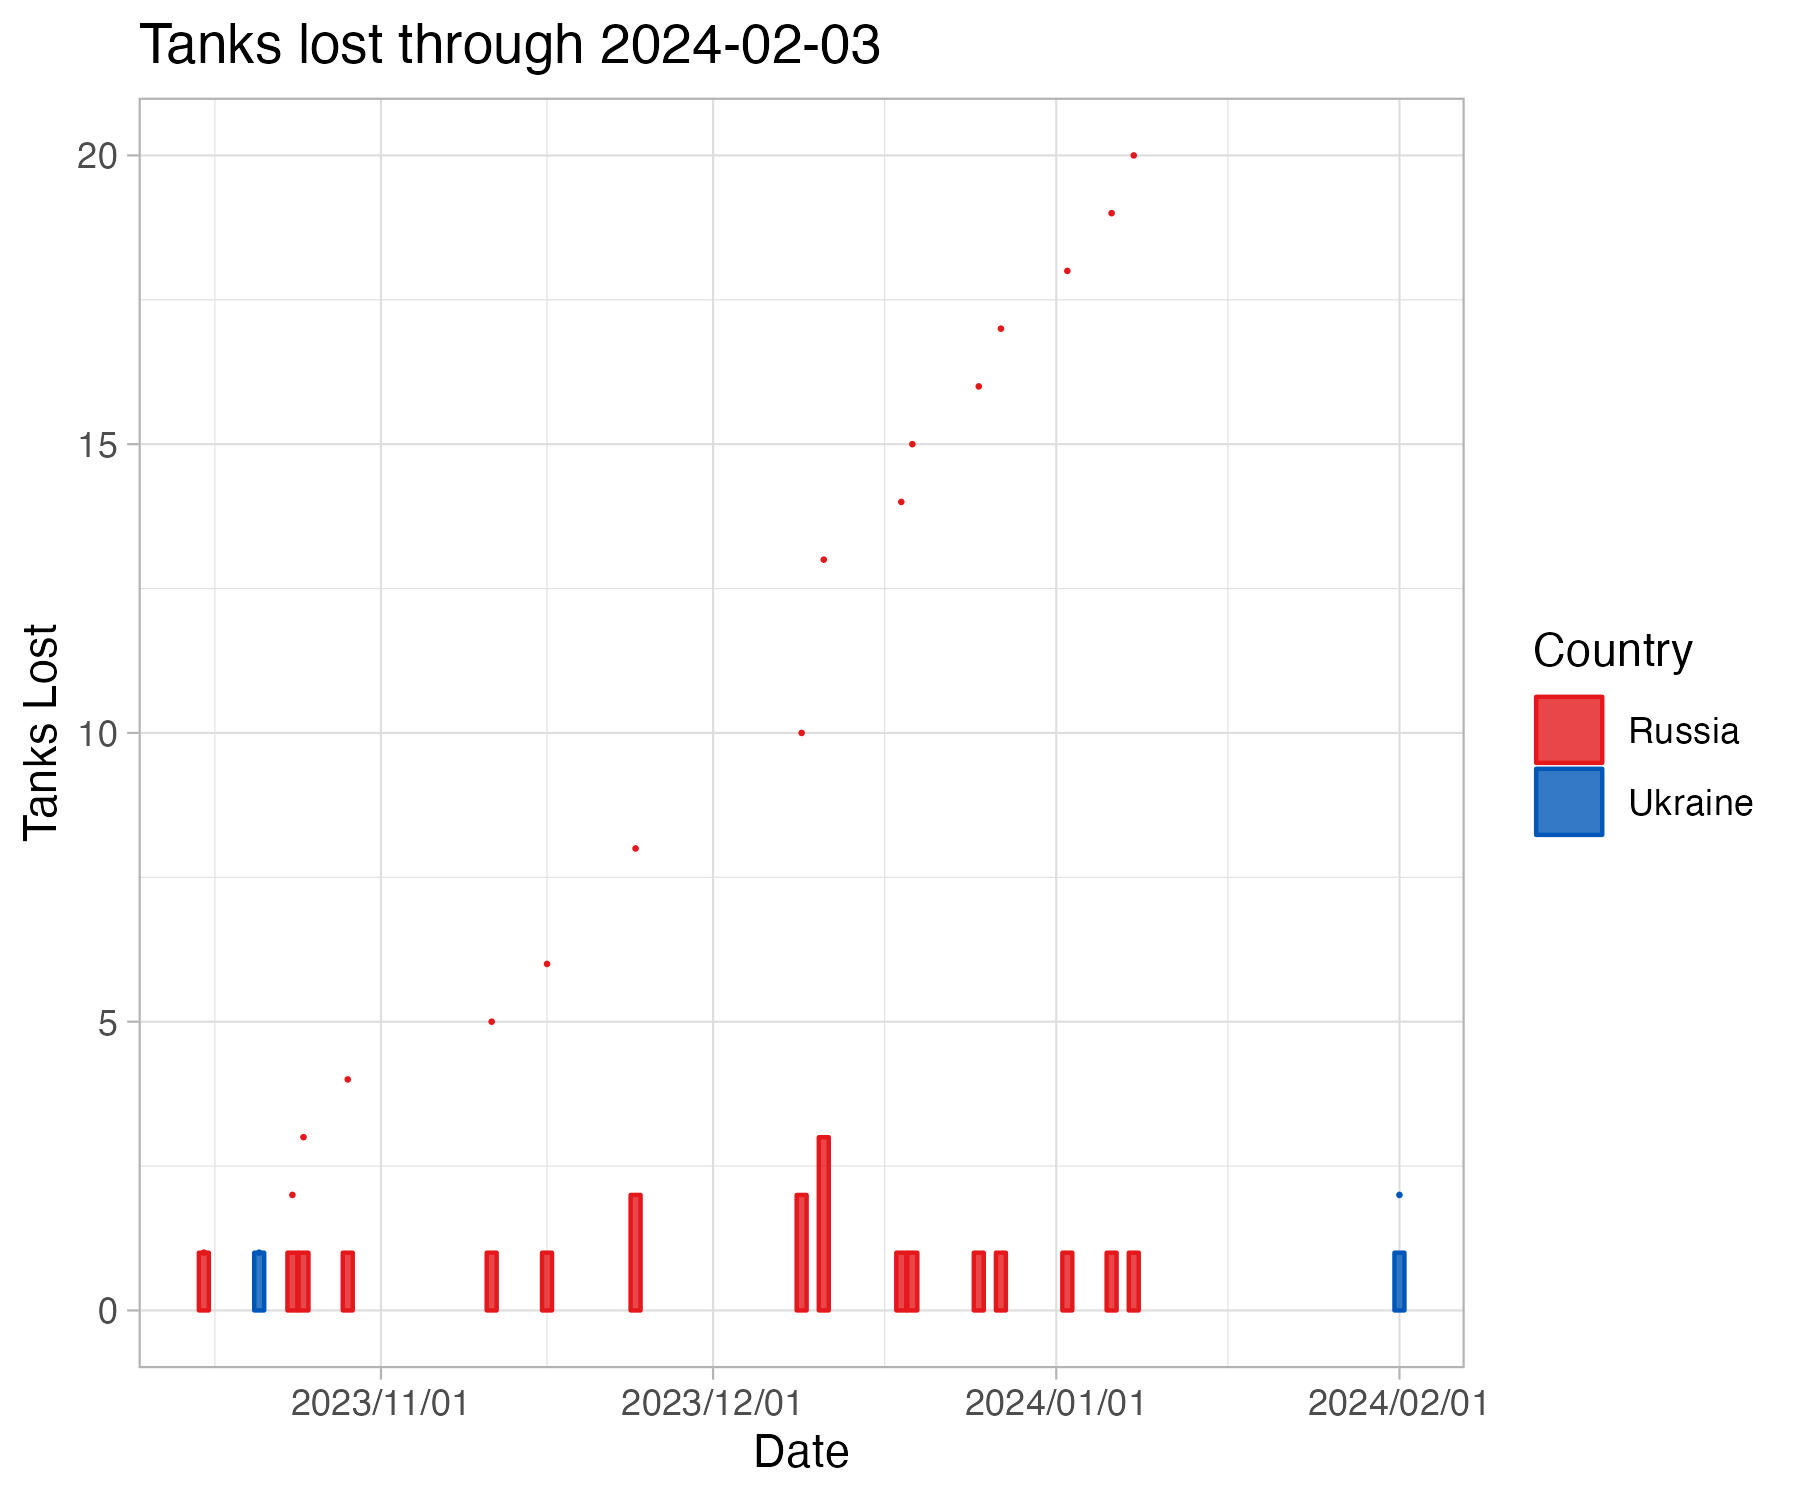 Tanks lost through 2024-02-03
20
15
10
5
0
Tanks Lost
2023/11/01
2023/12/01
2024/01/01
2024/02/01
Date
Country
Russia
Ukraine